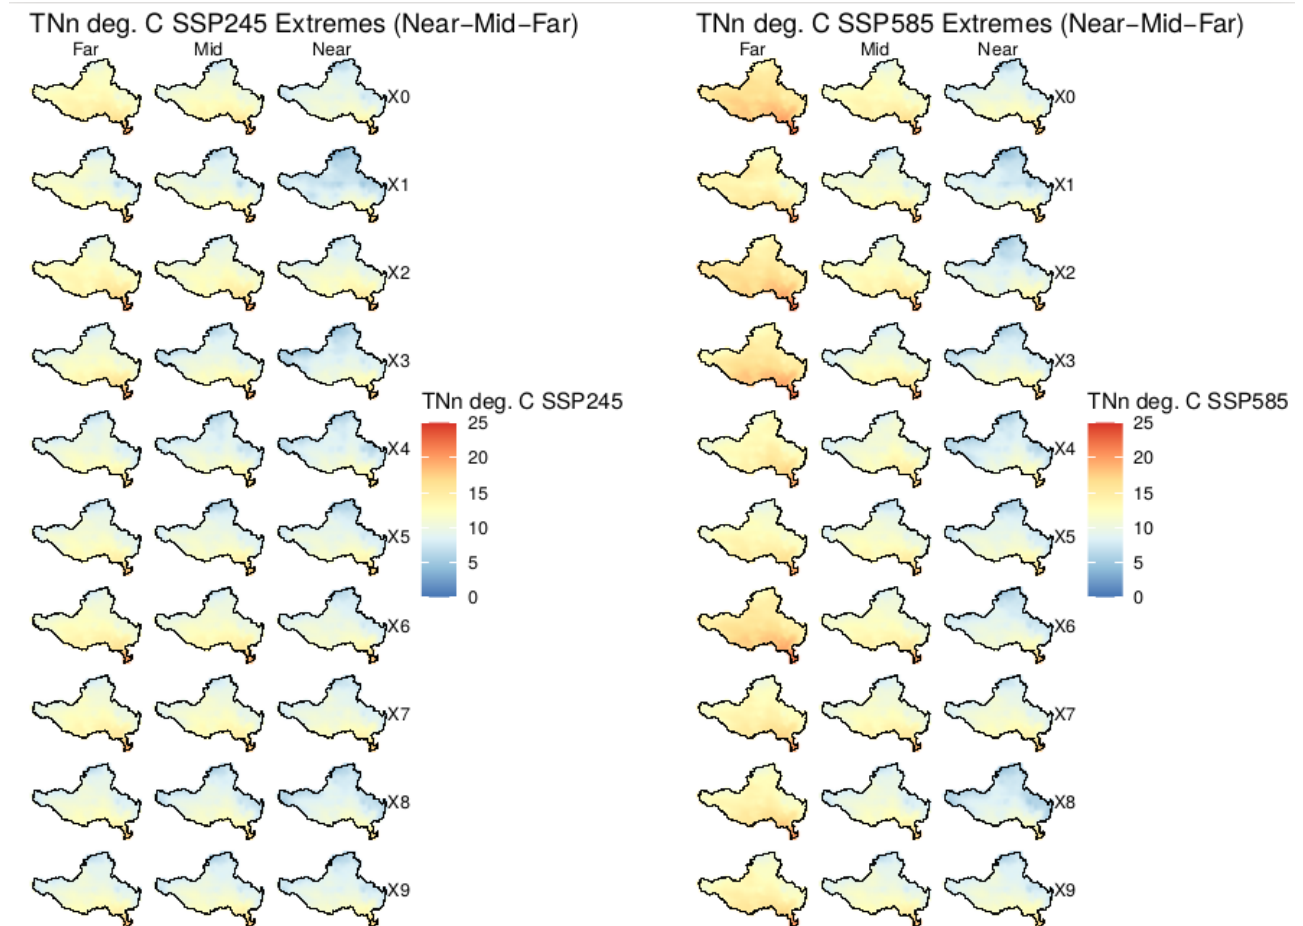 TNn deg. C SSP245 Extremes (Near−Mid−Far)
Far Mid Near
X0
X1
X2
X3
X4
X5
X6
X7
X8
X9
TNn deg. C SSP245
25
20
15
10
5
0
TNn deg. C SSP585 Extremes (Near−Mid−Far)
Far Mid Near
X0
X1
X2
X3
X4
X5
X6
X7
X8
X9
TNn deg. C SSP585
25
20
15
10
5
0